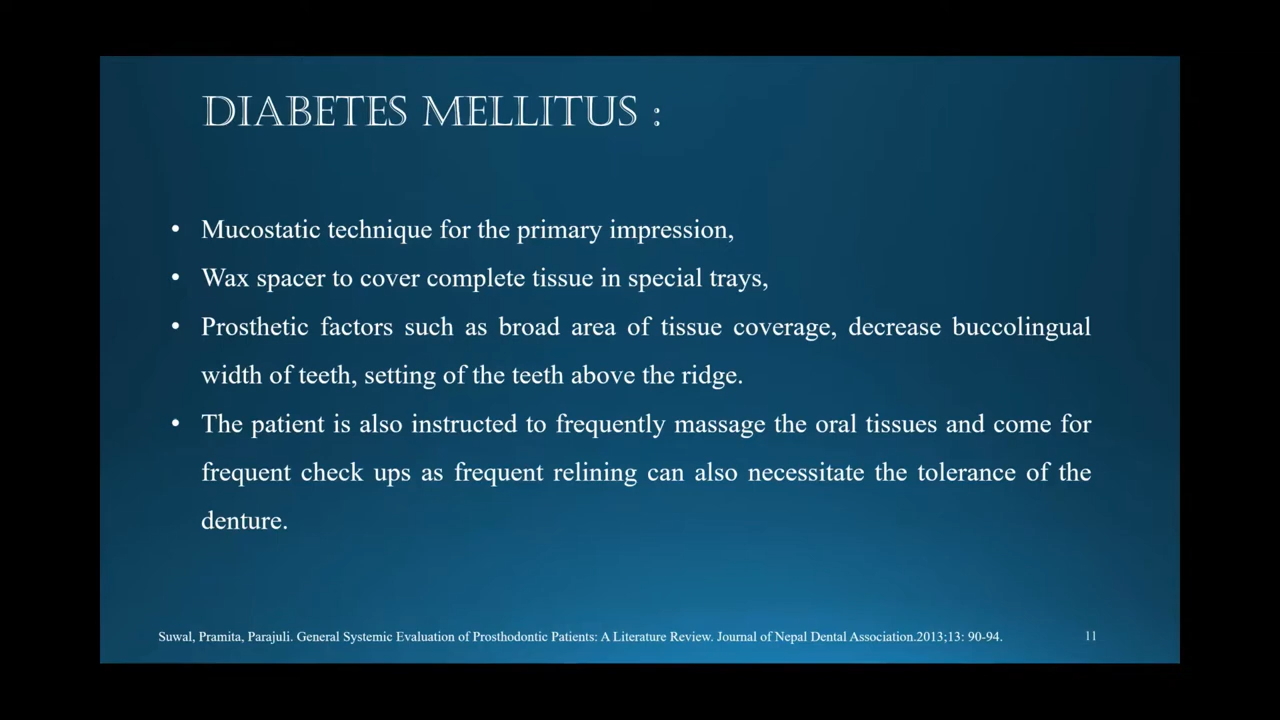 DIABETES MELLITUS :
• Mucostatic technique for the primary impression,
• Wax spacer to cover complete tissue in special trays,
• Prosthetic factors such as broad area of tissue coverage, decrease buccolingual
width of teeth, setting of the teeth above the ridge.
• The patient is also instructed to frequently massage the oral tissues and come for
frequent check ups as frequent relining can also necessitate the tolerance of the
denture.
Suwal, Pramita, Parajuli. General Systemic Evaluation of Prosthodontic Patients: A Literature Review. Journal of Nepal Dental Association.2013;13: 90-94.
11